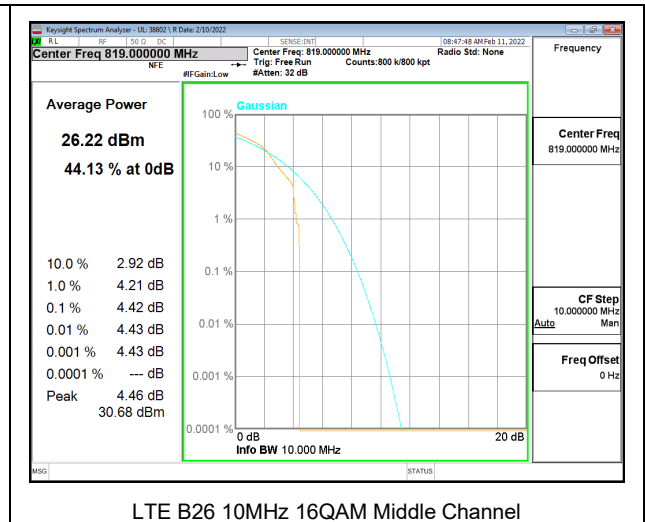 Keysight Spectrum Analyzer - UL: 38602 \ R Date: 2/10/2022
RL RF 50 Ω DC SENSE:INT 08:47:48 AM Feb 11, 2022
Center Freq 819.000000 MHz
NFE
#IFGain:Low
Center Freq: 819.000000 MHz
Trig: Free Run Counts:800 k/800 kpt
#Atten: 32 dB
Radio Std: None
Frequency
Average Power
26.22 dBm
44.13 % at 0dB
10.0 % 2.92 dB
1.0 % 4.21 dB
0.1 % 4.42 dB
0.01 % 4.43 dB
0.001 % 4.43 dB
0.0001 % --- dB
Peak 4.46 dB
30.68 dBm
100 %
Gaussian
10 %
1 %
0.1 %
0.01 %
0.001 %
0.0001 %
0 dB 20 dB
Info BW 10.000 MHz
Center Freq
819.000000 MHz
CF Step
10.000000 MHz
Auto Man
Freq Offset
0 Hz
MSG STATUS
LTE B26 10MHz 16QAM Middle Channel